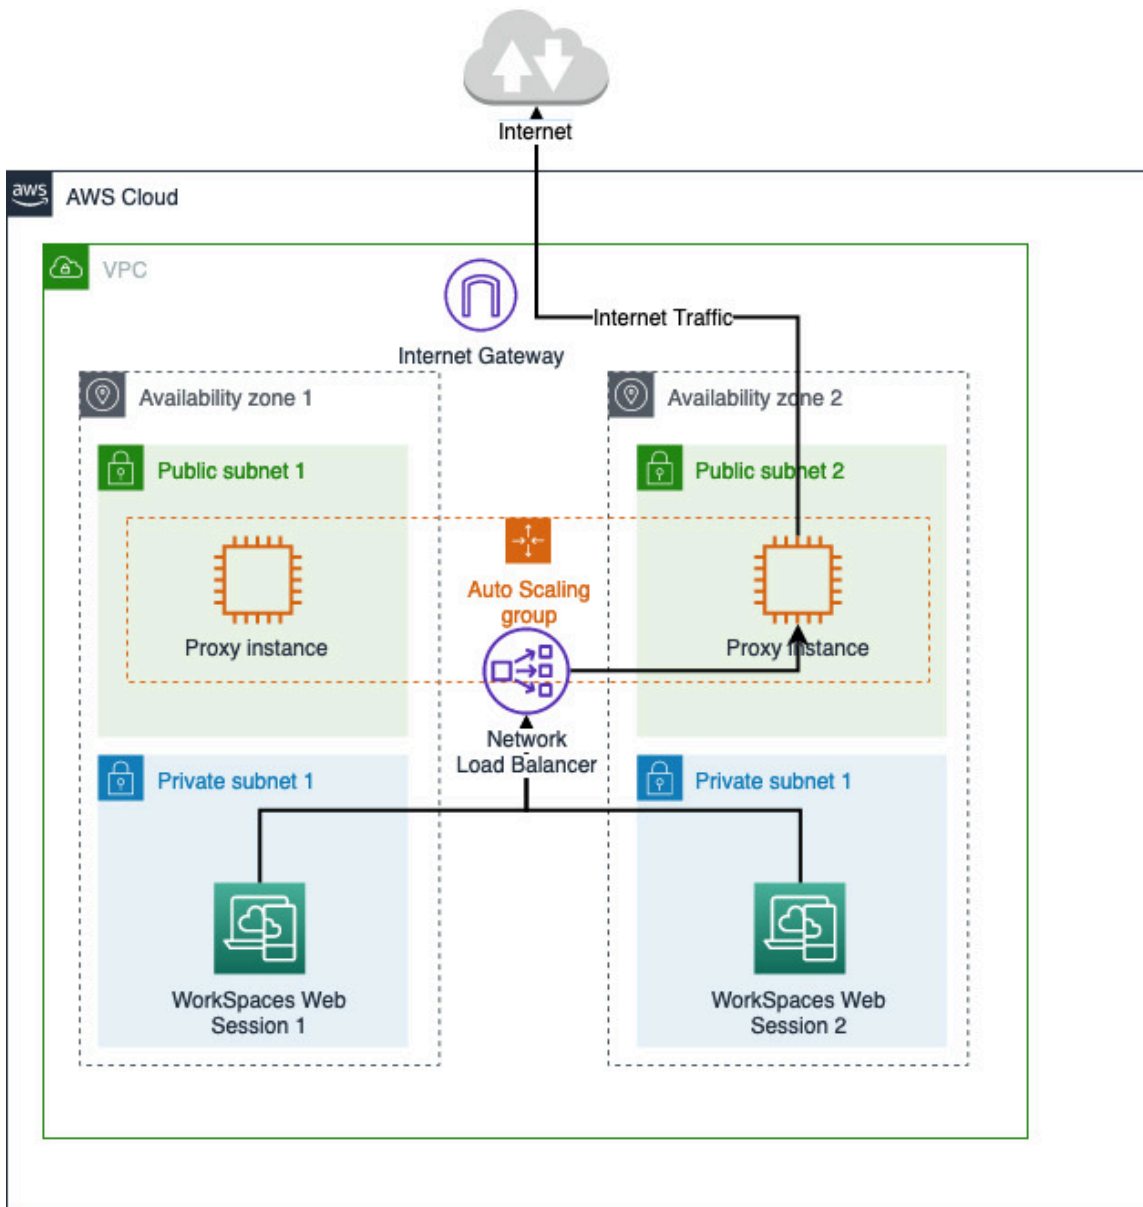 Internet
aws
AWS Cloud
VPC
Internet Traffic
Internet Gateway
Availability zone 1
Availability zone 2
Public subnet 1
Public subnet 2
Auto Scaling
group
Proxy instance
Proxy instance
Network
Load Balancer
Private subnet 1
Private subnet 1
WorkSpaces Web
Session 1
WorkSpaces Web
Session 2